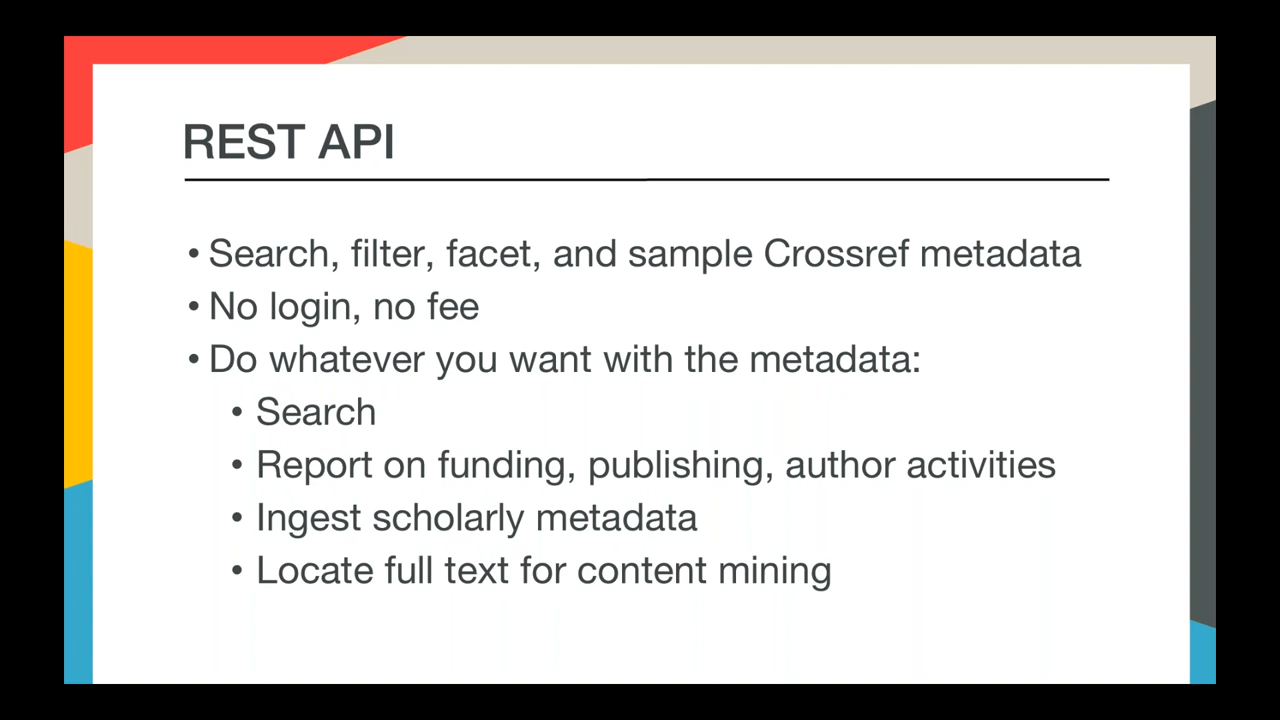 REST API
• Search, filter, facet, and sample Crossref metadata
• No login, no fee
• Do whatever you want with the metadata:
• Search
• Report on funding, publishing, author activities
• Ingest scholarly metadata
• Locate full text for content mining